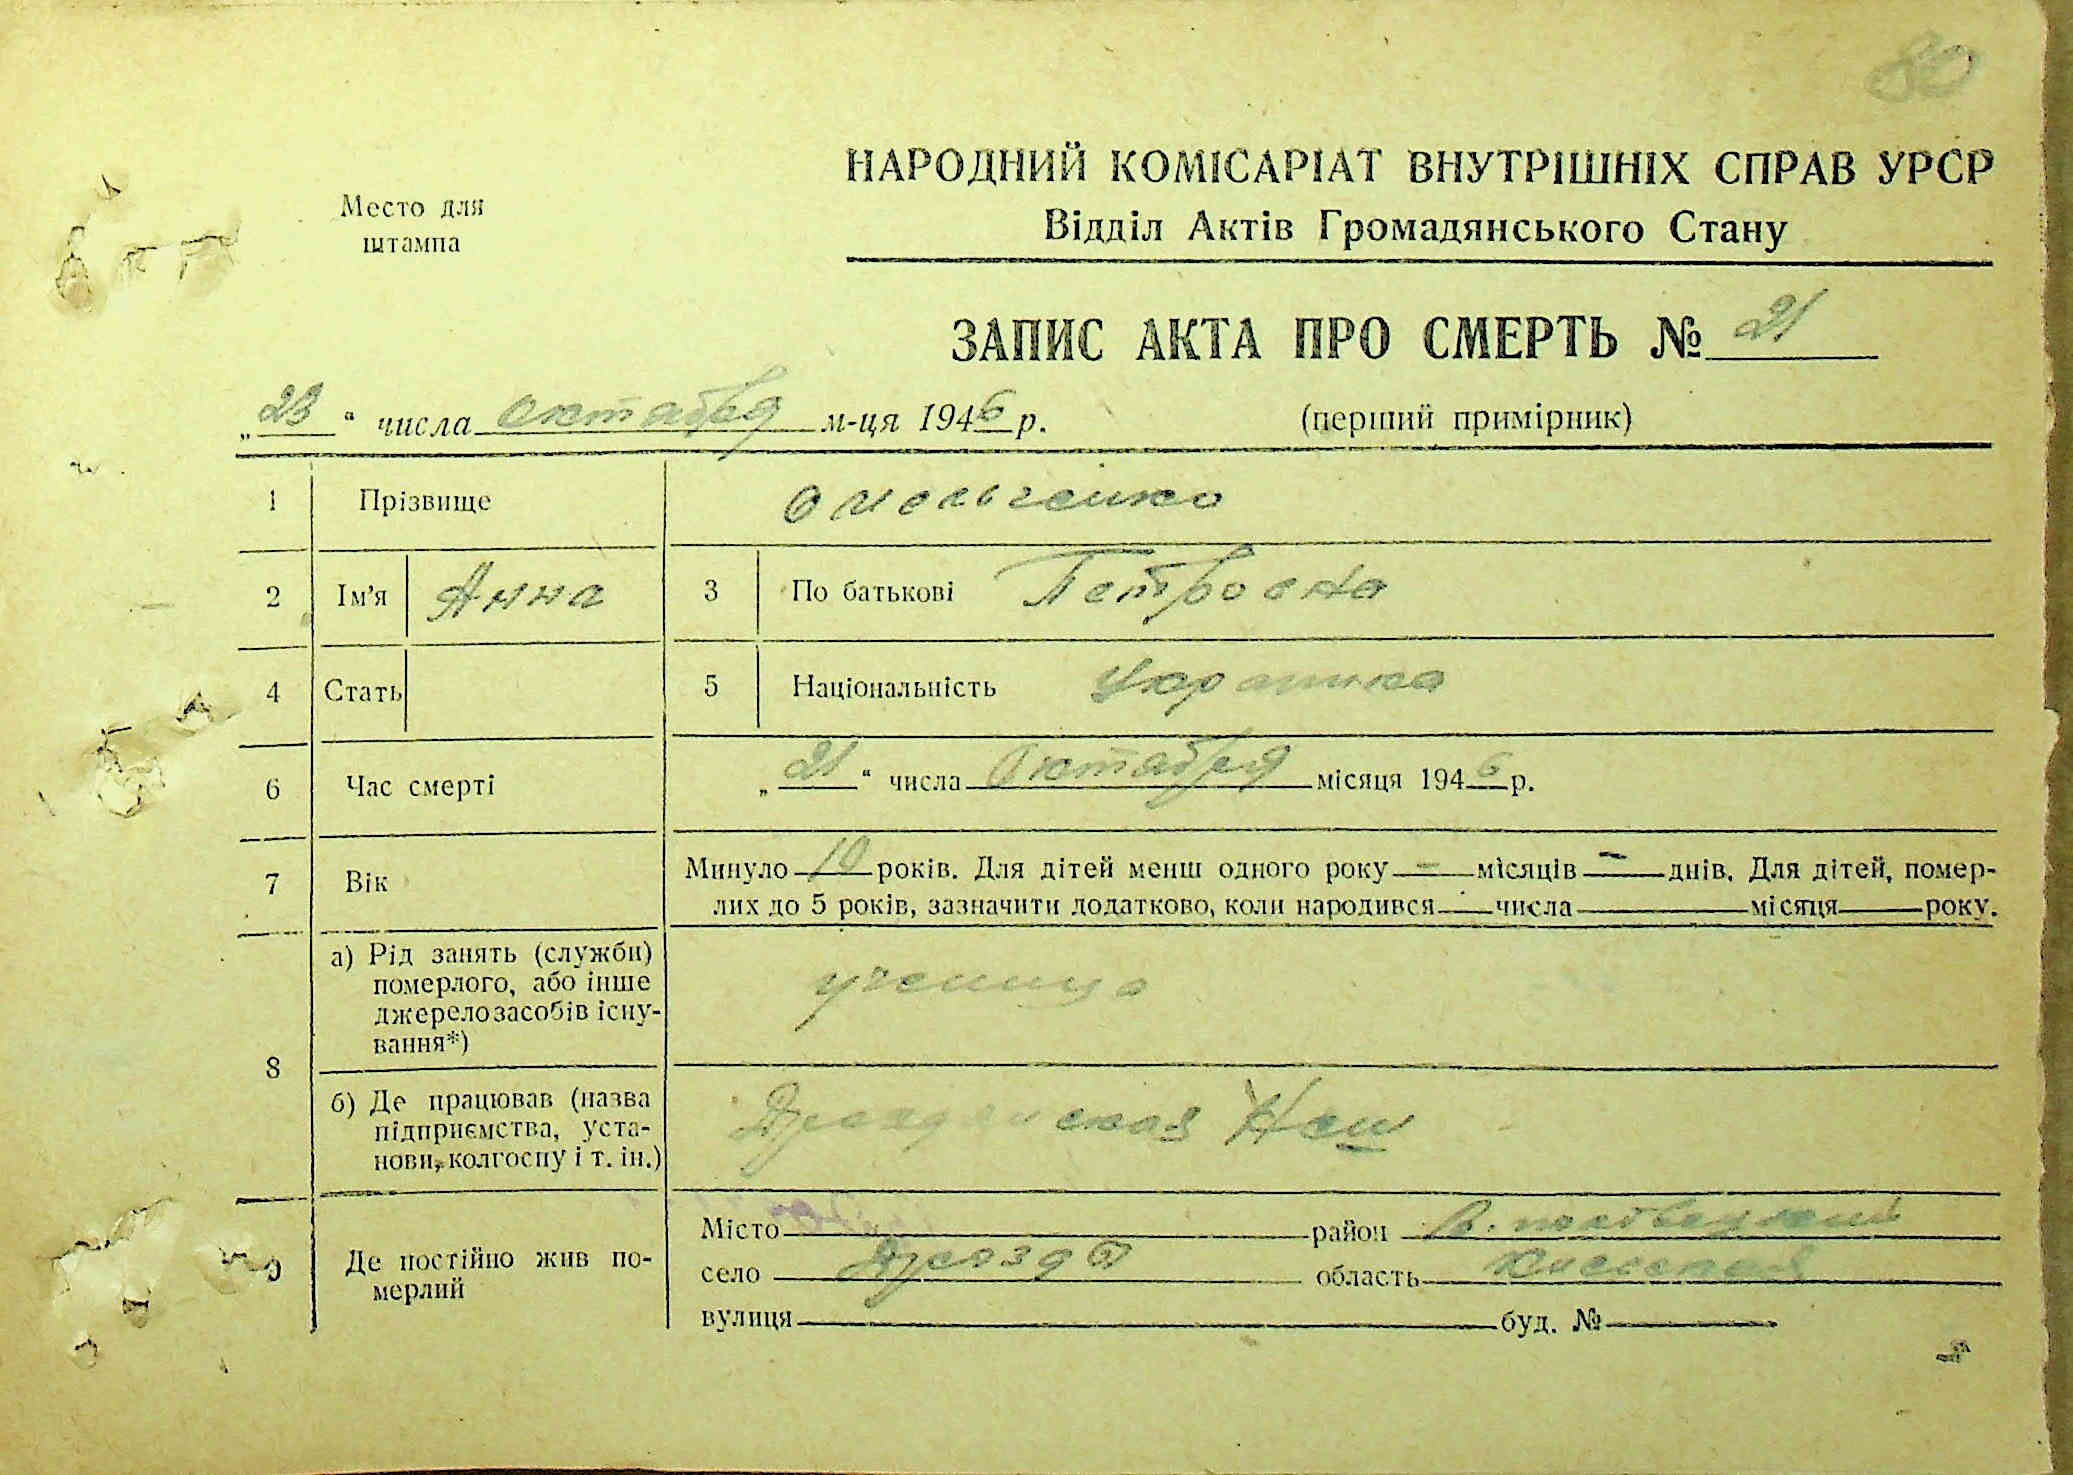 80
Место для
штампа
НАРОДНИЙ КОМІСАРІАТ ВНУТРІШНІХ СПРАВ УРСР
Відділ Актів Громадянського Стану
ЗАПИС АКТА ПРО СМЕРТЬ № 21
„23“ числа октября м-ця 1946 р. (перший примірник)
1 Прізвище Омельченко
2 Ім'я Анна 3 По батькові Петровна
4 Стать 5 Національність Украинка
6 Час смерті „21“ числа Октября місяця 1946 р.
7 Вік Минуло 10 років. Для дітей менш одного року — місяців — днів. Для дітей, помер-
лих до 5 років, зазначити додатково, коли народився числа місяця року.
8 а) Рід занять (служби)
померлого, або інше
джерело засобів існу-
вання*)
ученица
б) Де працював (назва
підприємства, уста-
нови, колгоспу і т. ін.)
Дроздянская Нсш
9 Де постійно жив по-
мерлий
Місто район В.
село Дрозды область Киевская
вулиця буд. №